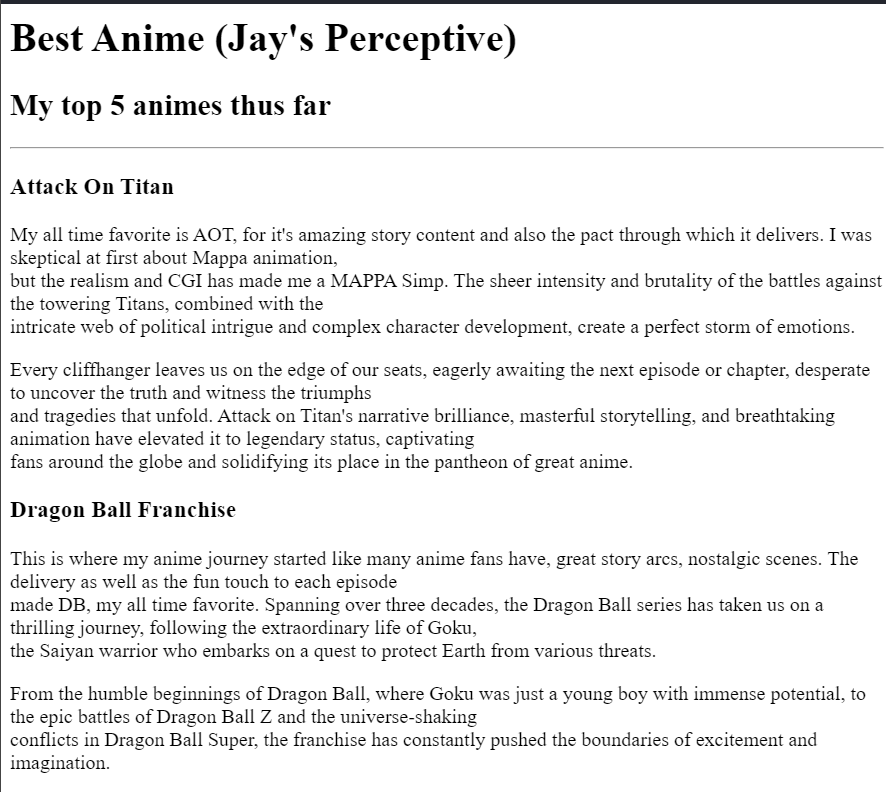 Best Anime (Jay's Perceptive)
My top 5 animes thus far
Attack On Titan
My all time favorite is AOT, for it's amazing story content and also the pact through which it delivers. I was
skeptical at first about Mappa animation,
but the realism and CGI has made me a MAPPA Simp. The sheer intensity and brutality of the battles against
the towering Titans, combined with the
intricate web of political intrigue and complex character development, create a perfect storm of emotions.
Every cliffhanger leaves us on the edge of our seats, eagerly awaiting the next episode or chapter, desperate
to uncover the truth and witness the triumphs
and tragedies that unfold. Attack on Titan's narrative brilliance, masterful storytelling, and breathtaking
animation have elevated it to legendary status, captivating
fans around the globe and solidifying its place in the pantheon of great anime.
Dragon Ball Franchise
This is where my anime journey started like many anime fans have, great story arcs, nostalgic scenes. The
delivery as well as the fun touch to each episode
made DB, my all time favorite. Spanning over three decades, the Dragon Ball series has taken us on a
thrilling journey, following the extraordinary life of Goku,
the Saiyan warrior who embarks on a quest to protect Earth from various threats.
From the humble beginnings of Dragon Ball, where Goku was just a young boy with immense potential, to
the epic battles of Dragon Ball Z and the universe-shaking
conflicts in Dragon Ball Super, the franchise has constantly pushed the boundaries of excitement and
imagination.